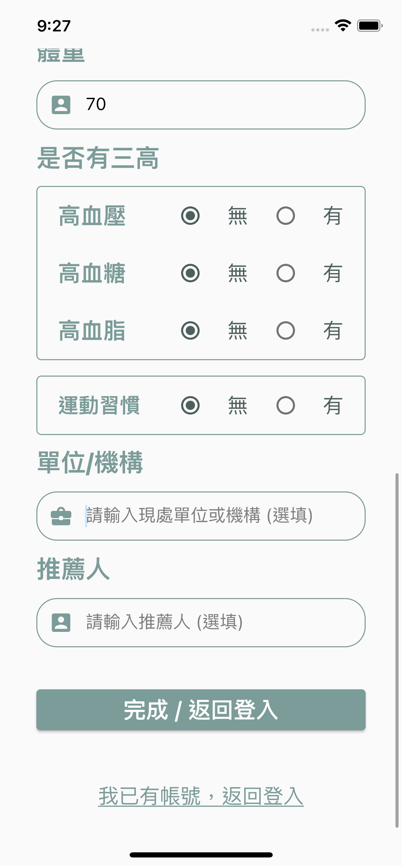 9:27
體重
70
是否有三高
高血壓 無 有
高血糖 無 有
高血脂 無 有
運動習慣 無 有
單位/機構
請輸入現處單位或機構 (選填)
推薦人
請輸入推薦人 (選填)
完成 / 返回登入
我已有帳號，返回登入